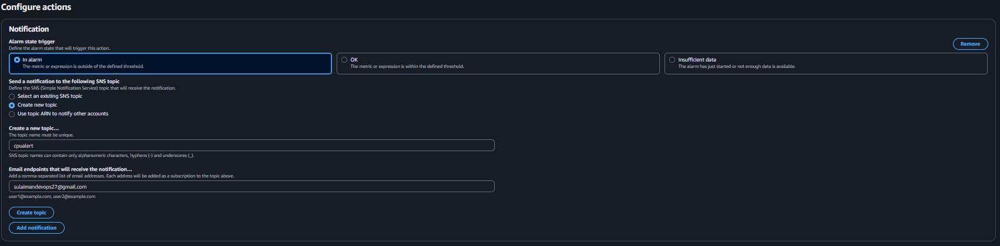 Configure actions
Notification
Alarm state trigger
Define the alarm state that will trigger this action.
Remove
In alarm
The metric or expression is outside of the defined threshold.
OK
The metric or expression is within the defined threshold.
Insufficient data
The alarm has just started or not enough data is available.
Send a notification to the following SNS topic
Define the SNS (Simple Notification Service) topic that will receive the notification.
Select an existing SNS topic
Create new topic
Use topic ARN to notify other accounts
Create a new topic...
The topic name must be unique.
cpualert
SNS topic names can contain only alphanumeric characters, hyphens (-) and underscores (_).
Email endpoints that will receive the notification...
Add a comma-separated list of email addresses. Each address will be added as a subscription to the topic above.
sulaimandevops27@gmail.com
user1@example.com, user2@example.com
Create topic
Add notification